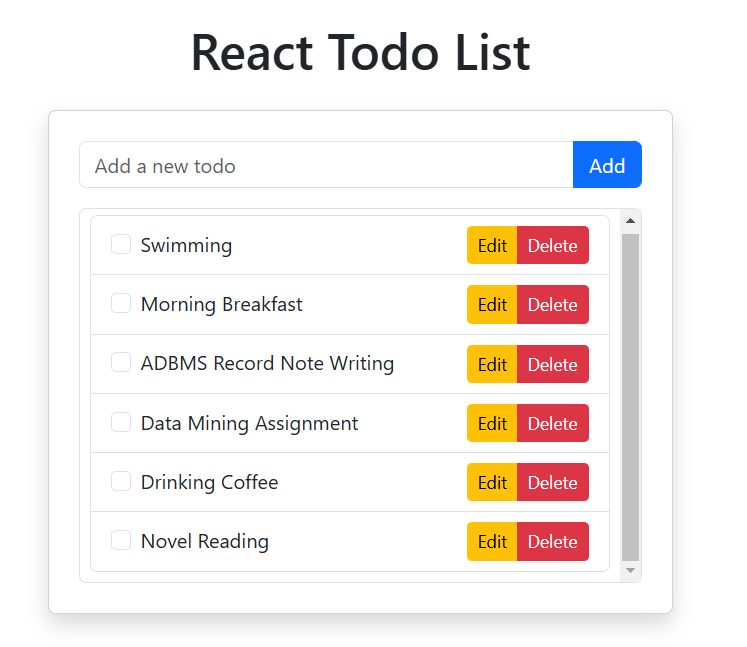 React Todo List
Add a new todo Add
Swimming Edit Delete
Morning Breakfast Edit Delete
ADBMS Record Note Writing Edit Delete
Data Mining Assignment Edit Delete
Drinking Coffee Edit Delete
Novel Reading Edit Delete